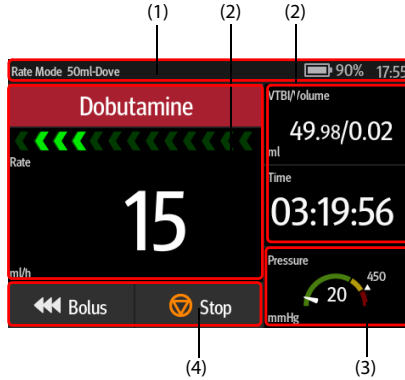 (1) (2) (2)
Rate Mode 50ml-Dove 90% 17:55
Dobutamine
Rate
15
ml/h
VTBI/Volume
49.98/0.02
ml
Time
03:19:56
Pressure
450
20
mmHg
Bolus Stop
(4) (3)